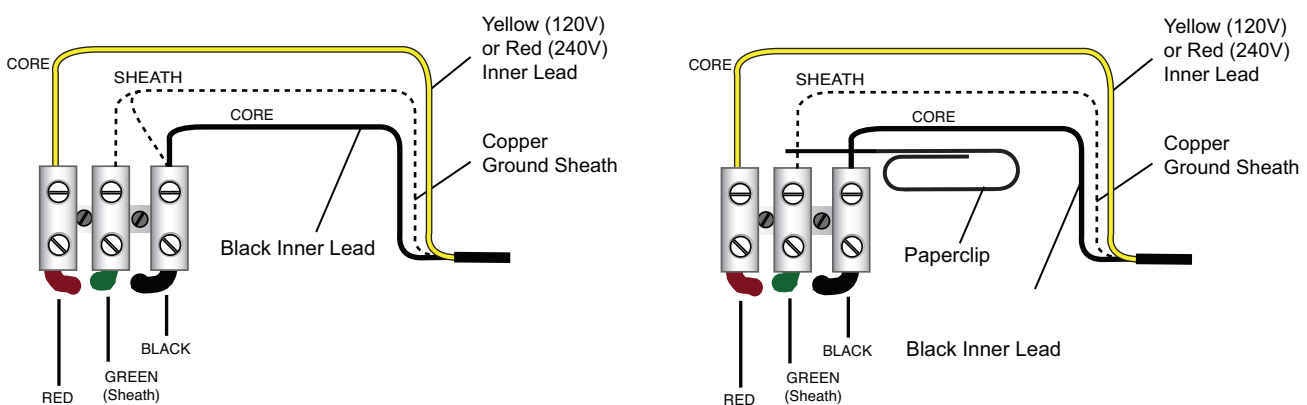 Yellow (120V)
or Red (240V)
Inner Lead
CORE
SHEATH
CORE
Copper
Ground Sheath
Black Inner Lead
BLACK
GREEN
(Sheath)
RED
Yellow (120V)
or Red (240V)
Inner Lead
CORE
SHEATH
CORE
Copper
Ground Sheath
Paperclip
BLACK
Black Inner Lead
GREEN
(Sheath)
RED